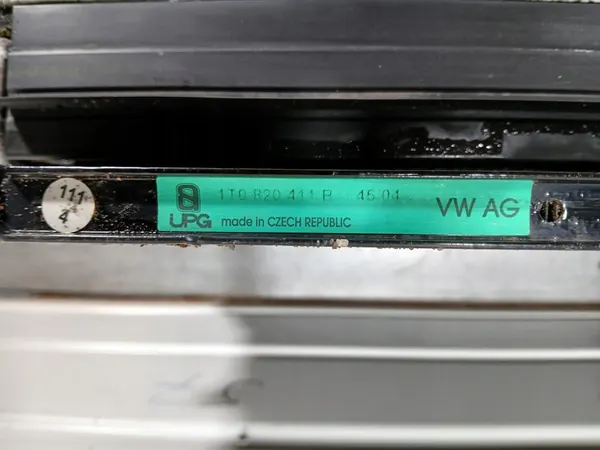 111
4
1T0 820 411 B 45.04
UPG made in CZECH REPUBLIC
VW AG